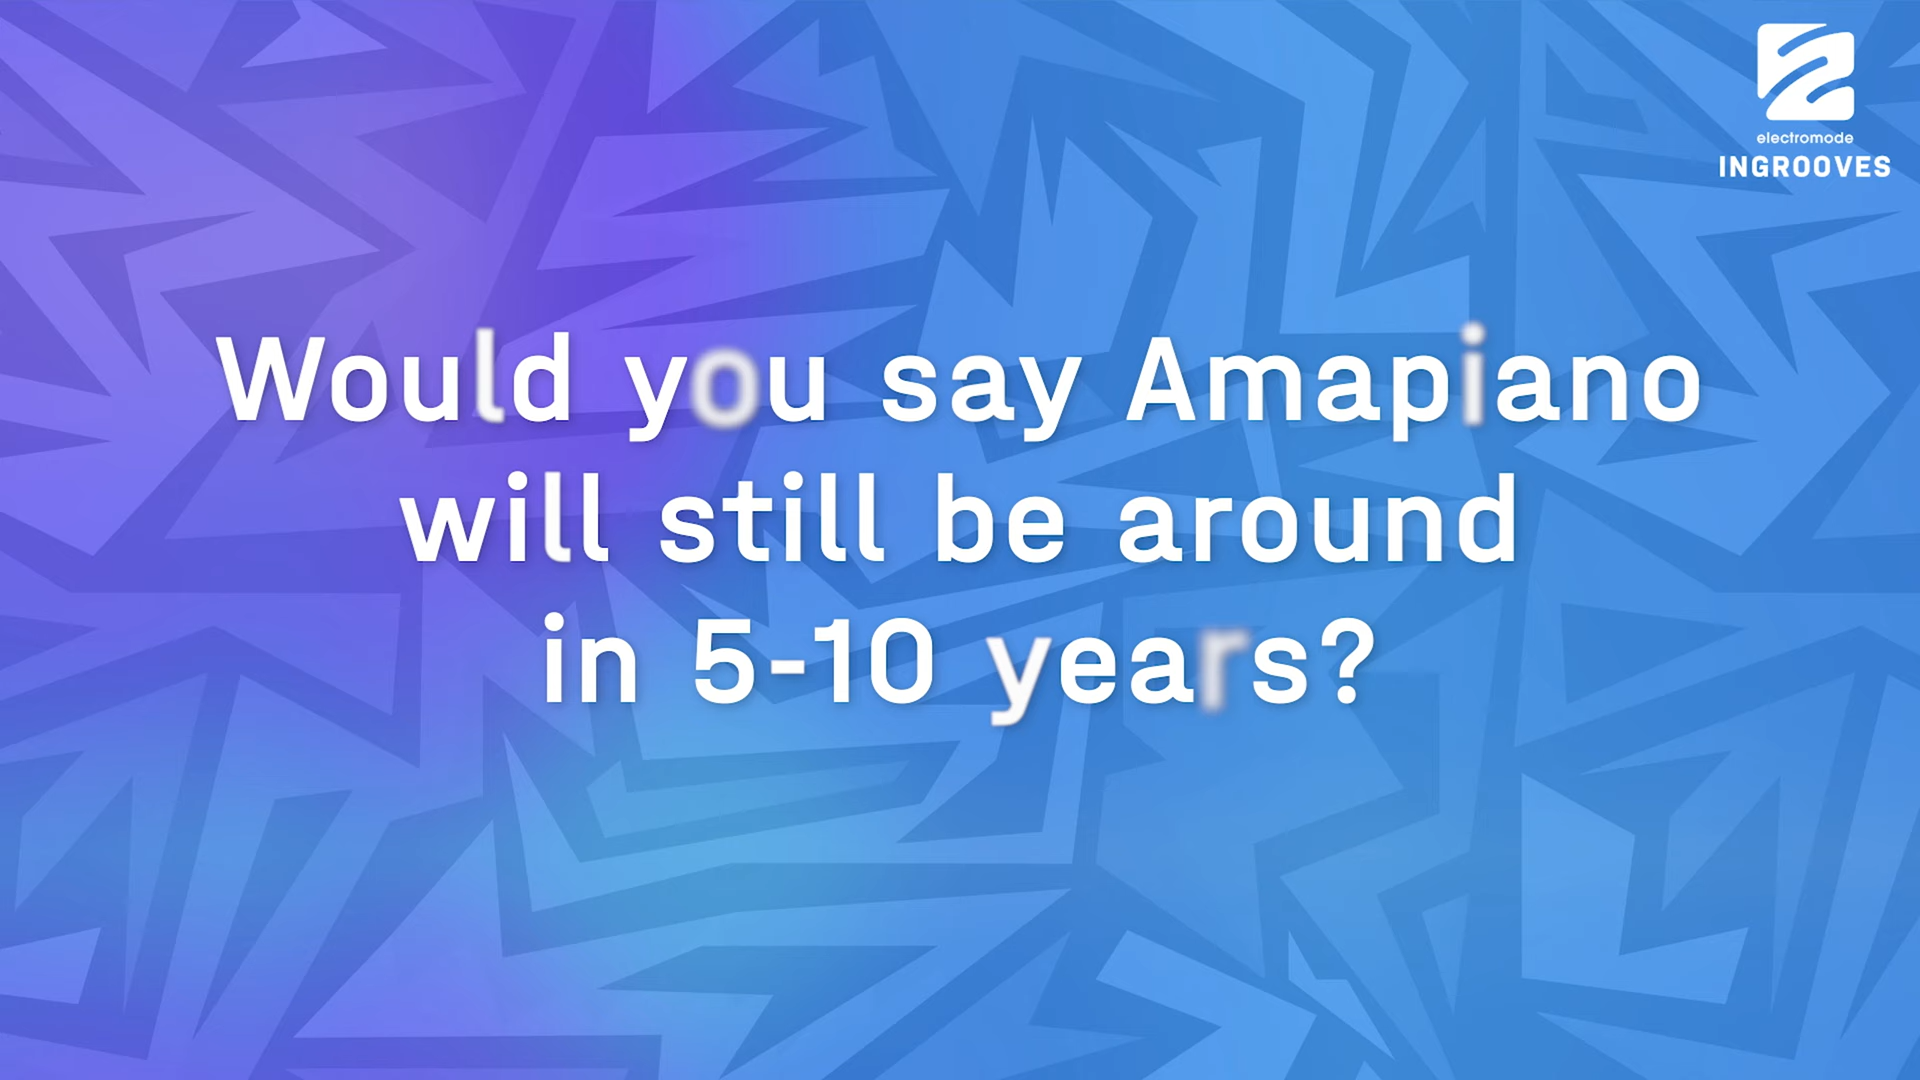 electromode
INGROOVES
Would you say Amapiano
will still be around
in 5-10 years?